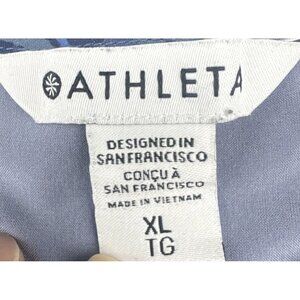 ATHLETA
DESIGNED IN
SAN FRANCISCO
CONÇU À
SAN FRANCISCO
MADE IN VIETNAM
XL
TG